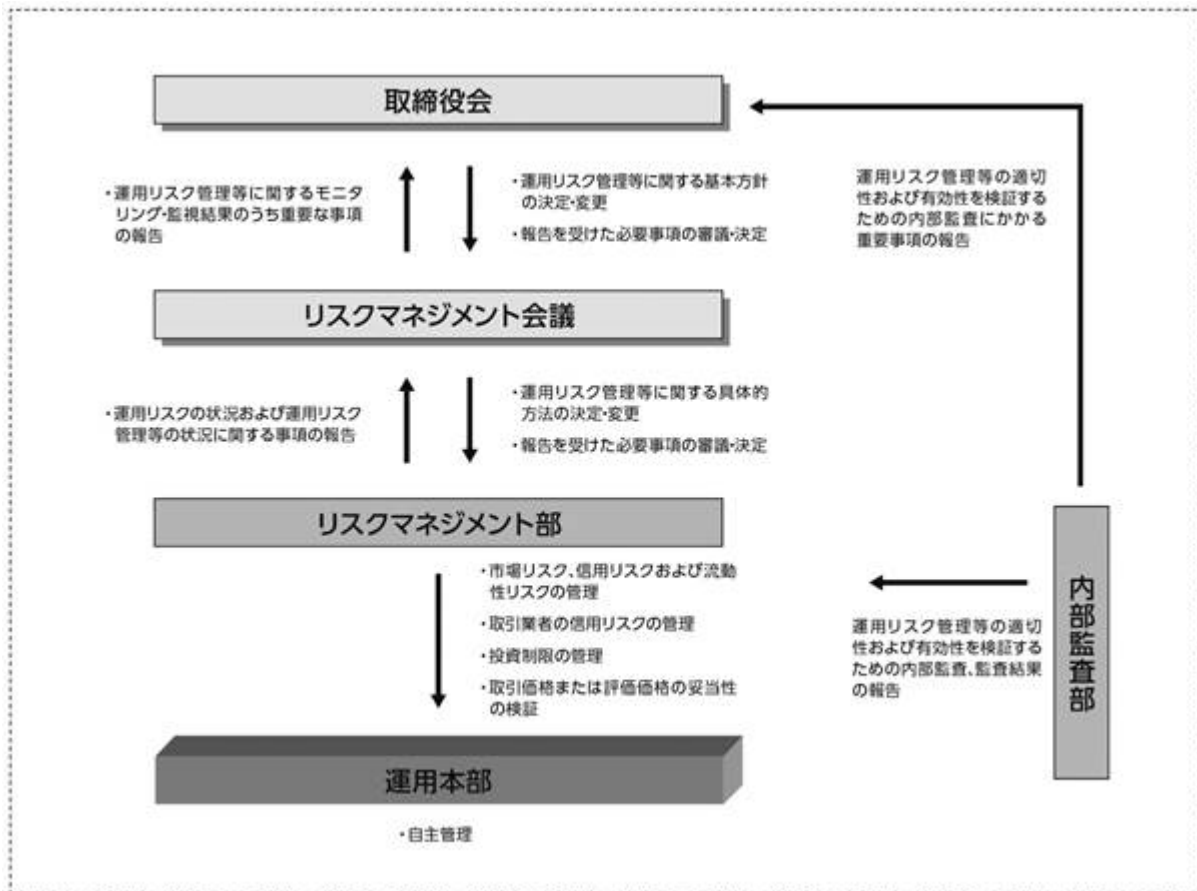 取締役会
・運用リスク管理等に関するモニタ
リング・監視結果のうち重要な事項
の報告
・運用リスク管理等に関する基本方針
の決定・変更
・報告を受けた必要事項の審議・決定
運用リスク管理等の適切
性および有効性を検証する
ための内部監査にかかる
重要事項の報告
リスクマネジメント会議
・運用リスクの状況および運用リスク
管理等の状況に関する事項の報告
・運用リスク管理等に関する具体的
方法の決定・変更
・報告を受けた必要事項の審議・決定
リスクマネジメント部
・市場リスク、信用リスクおよび流動
性リスクの管理
・取引業者の信用リスクの管理
・投資制限の管理
・取引価格または評価価格の妥当性
の検証
運用リスク管理等の適切
性および有効性を検証する
ための内部監査、監査結果
の報告
内部監査部
運用本部
・自主管理